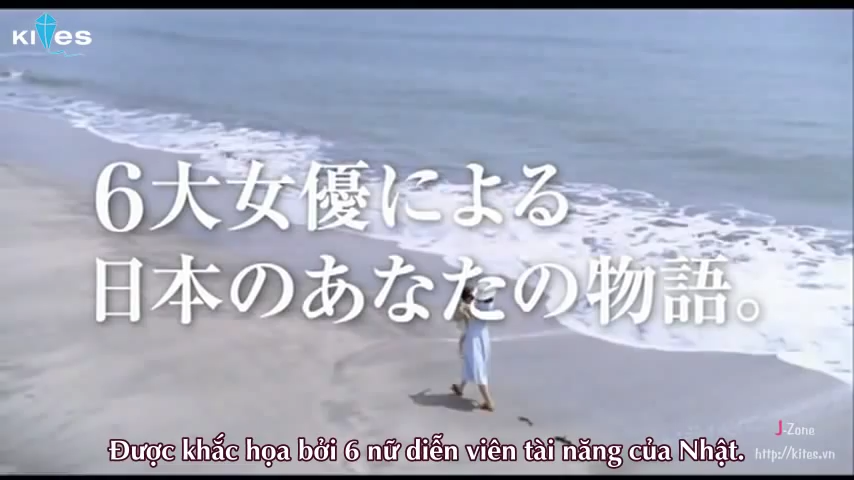 KITES
6大女優による
日本のあなたの物語。
J-Zone
Được khắc họa bởi 6 nữ diễn viên tài năng của Nhật.
http://kites.vn